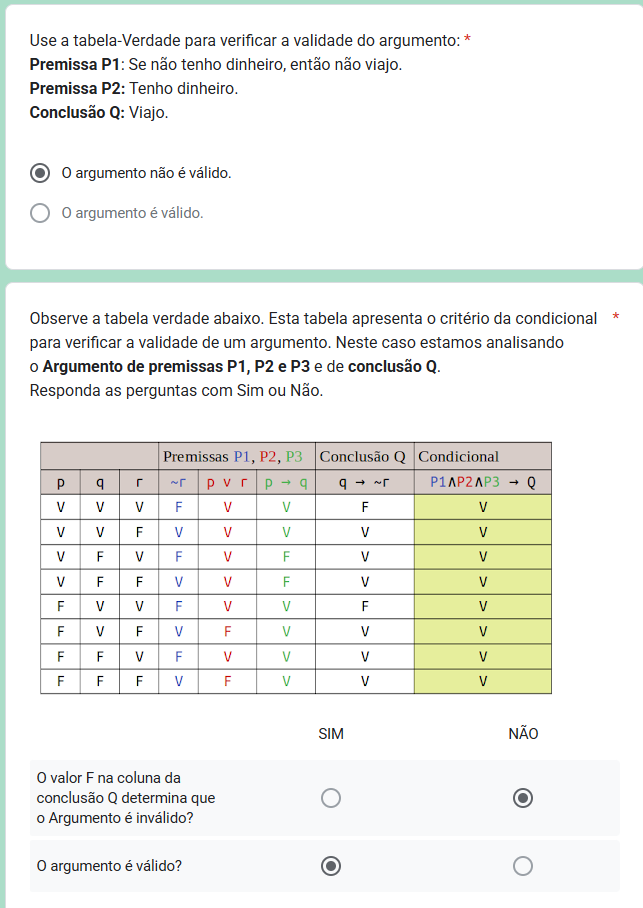 Use a tabela-Verdade para verificar a validade do argumento: *
Premissa P1: Se não tenho dinheiro, então não viajo.
Premissa P2: Tenho dinheiro.
Conclusão Q: Viajo.
O argumento não é válido.
O argumento é válido.
Observe a tabela verdade abaixo. Esta tabela apresenta o critério da condicional *
para verificar a validade de um argumento. Neste caso estamos analisando
o Argumento de premissas P1, P2 e P3 e de conclusão Q.
Responda as perguntas com Sim ou Não.
Premissas P1, P2, P3 Conclusão Q Condicional
p q r ~r p v r p → q q → ~r P1∧P2∧P3 → Q
V V V F V V F V
V V F V V V V V
V F V F V F V V
V F F V V F V V
F V V F V V F V
F V F V F V V V
F F V F V V V V
F F F V F V V V
SIM NÃO
O valor F na coluna da
conclusão Q determina que
o Argumento é inválido?
O argumento é válido?